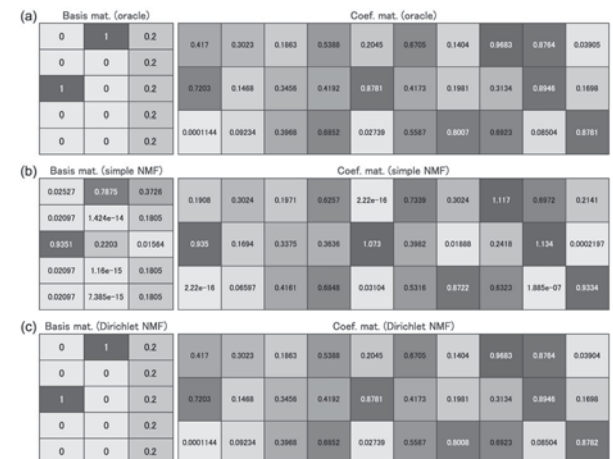 (a) Basis mat. (oracle) Coef. mat. (oracle)
0 1 0.2 0.417 0.3023 0.1863 0.5388 0.2045 0.6705 0.1404 0.9683 0.8764 0.03905
0 0 0.2
1 0 0.2 0.7203 0.1468 0.3456 0.4192 0.8781 0.4173 0.1981 0.3134 0.8946 0.1698
0 0 0.2
0 0 0.2 0.0001144 0.09234 0.3968 0.6852 0.02739 0.5587 0.8007 0.6923 0.08504 0.8781
(b) Basis mat. (simple NMF) Coef. mat. (simple NMF)
0.02527 0.7875 0.3726 0.1908 0.3024 0.1971 0.6257 2.22e-16 0.7339 0.3024 1.117 0.6972 0.2141
0.02097 1.424e-14 0.1805
0.9351 0.2203 0.01564 0.935 0.1694 0.3375 0.3636 1.073 0.3982 0.01888 0.2418 1.134 0.0002197
0.02097 1.16e-15 0.1805
0.02097 7.385e-15 0.1805 2.22e-16 0.06597 0.4161 0.6848 0.03104 0.5316 0.8722 0.6323 1.885e-07 0.9334
(c) Basis mat. (Dirichlet NMF) Coef. mat. (Dirichlet NMF)
0 1 0.2 0.417 0.3023 0.1863 0.5388 0.2045 0.6705 0.1404 0.9683 0.8764 0.03904
0 0 0.2
1 0 0.2 0.7203 0.1468 0.3456 0.4192 0.8781 0.4173 0.1981 0.3134 0.8946 0.1698
0 0 0.2
0 0 0.2 0.0001144 0.09234 0.3968 0.6852 0.02739 0.5587 0.8008 0.6923 0.08504 0.8782